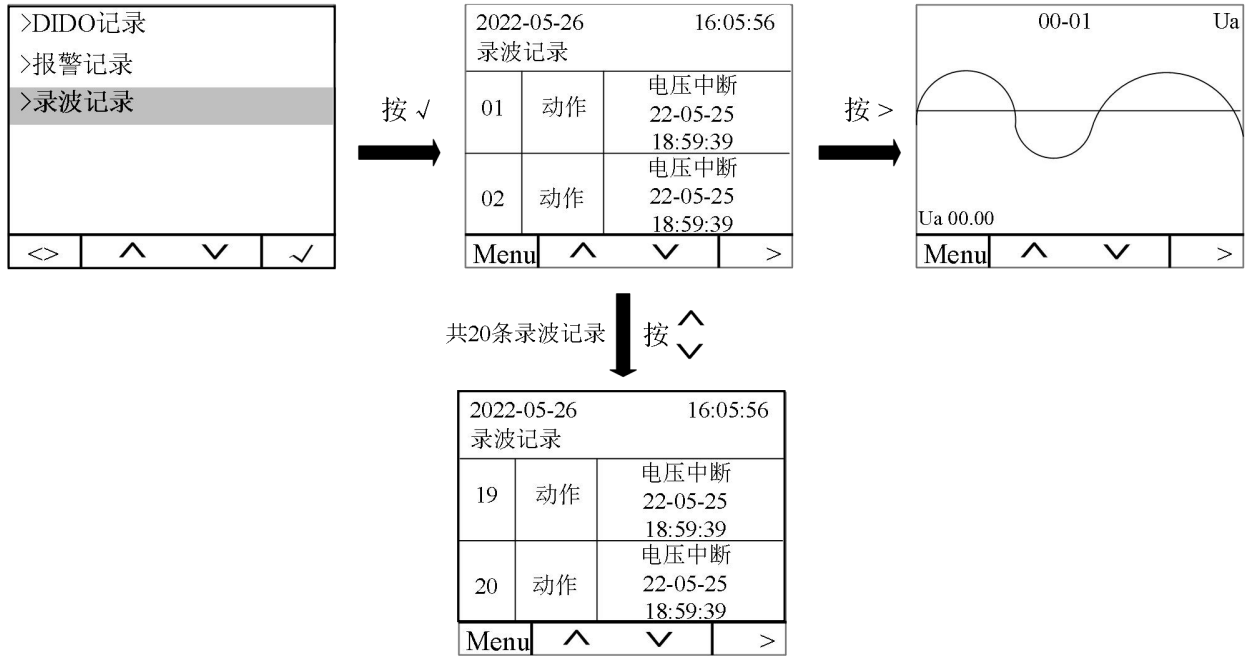 >DIDO记录
>报警记录
>录波记录
<> ∧ ∨ √
按 √
2022-05-26 16:05:56
录波记录
01 动作 电压中断
22-05-25
18:59:39
02 动作 电压中断
22-05-25
18:59:39
Menu ∧ ∨ >
按 >
00-01 Ua
Ua 00.00
Menu ∧ ∨ >
共20条录波记录 按 ∧ ∨
2022-05-26 16:05:56
录波记录
19 动作 电压中断
22-05-25
18:59:39
20 动作 电压中断
22-05-25
18:59:39
Menu ∧ ∨ >